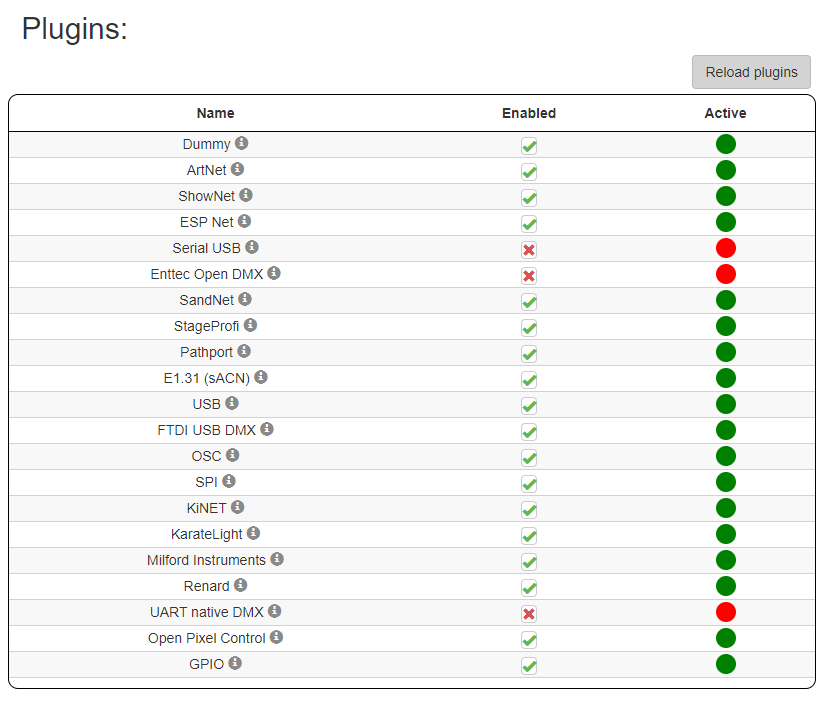 Plugins:
Reload plugins
Name Enabled Active
Dummy
ArtNet
ShowNet
ESP Net
Serial USB
Enttec Open DMX
SandNet
StageProfi
Pathport
E1.31 (sACN)
USB
FTDI USB DMX
OSC
SPI
KiNET
KarateLight
Milford Instruments
Renard
UART native DMX
Open Pixel Control
GPIO